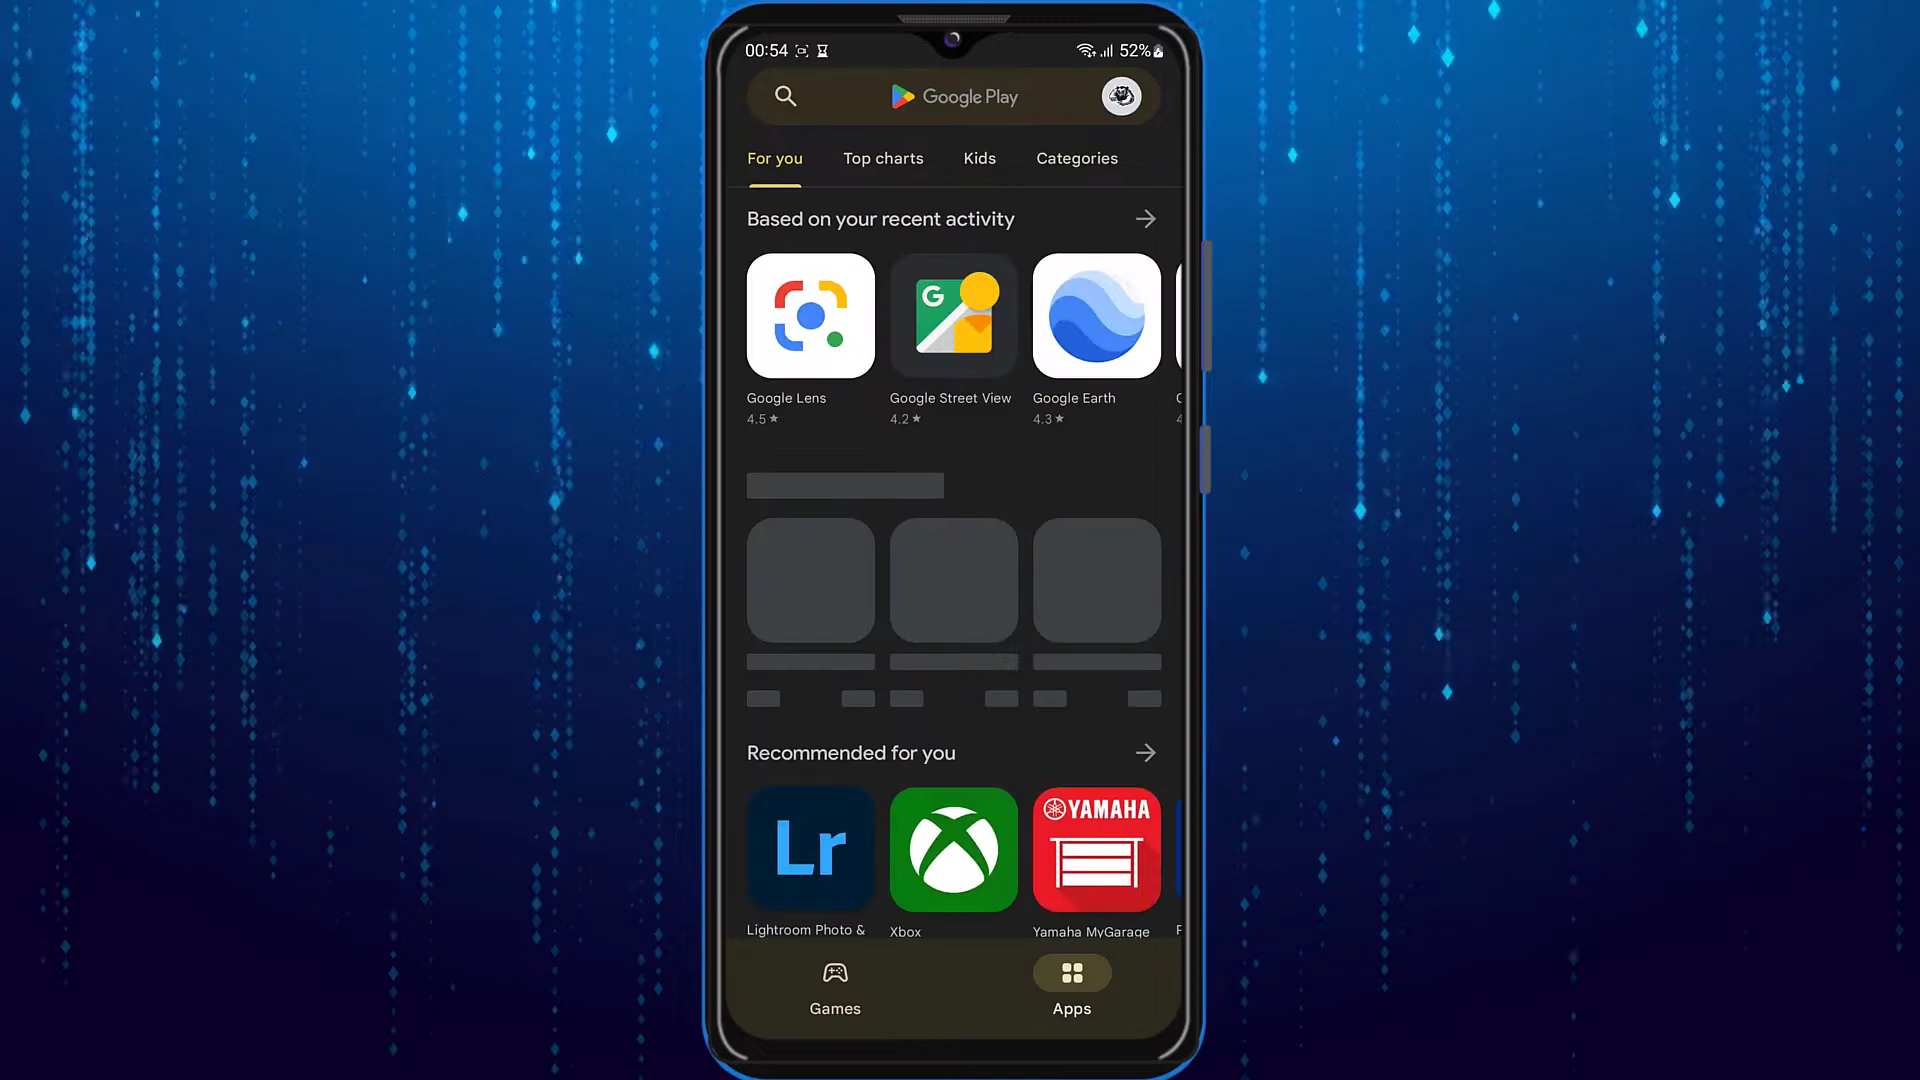 00:54 52%
Google Play
For you Top charts Kids Categories
Based on your recent activity
G
Google Lens Google Street View Google Earth
4.5★ 4.2★ 4.3★
Recommended for you
Lr YAMAHA
Lightroom Photo & Xbox Yamaha MyGarage
Games Apps